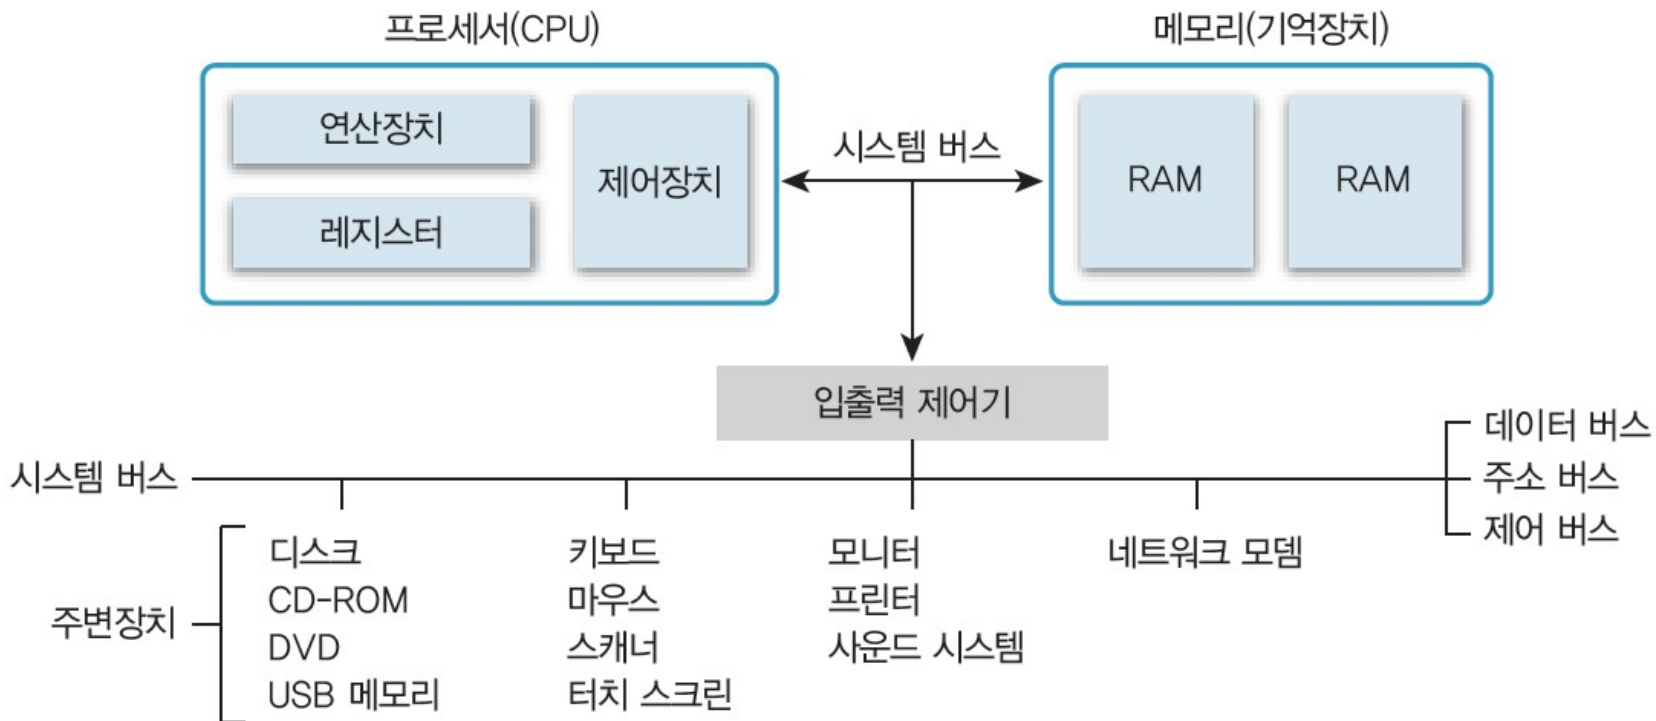 프로세서(CPU)
메모리(기억장치)
연산장치
레지스터
제어장치
시스템 버스
RAM
RAM
입출력 제어기
시스템 버스
데이터 버스
주소 버스
제어 버스
주변장치
디스크
CD-ROM
DVD
USB 메모리
키보드
마우스
스캐너
터치 스크린
모니터
프린터
사운드 시스템
네트워크 모뎀